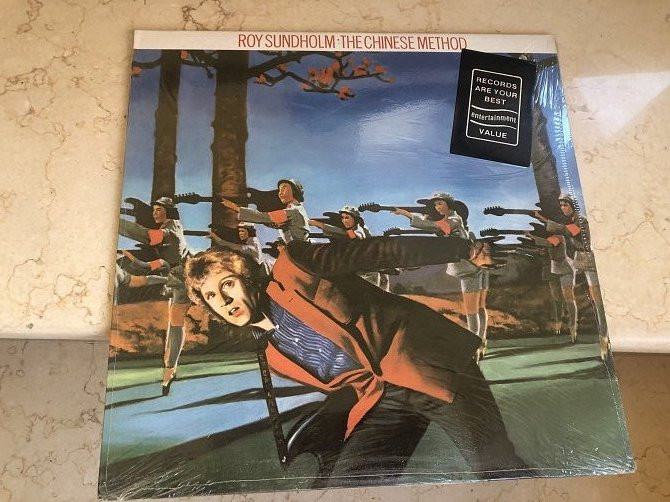 ROY SUNDHOLM·THE CHINESE METHOD
RECORDS
ARE YOUR
BEST
entertainment
VALUE